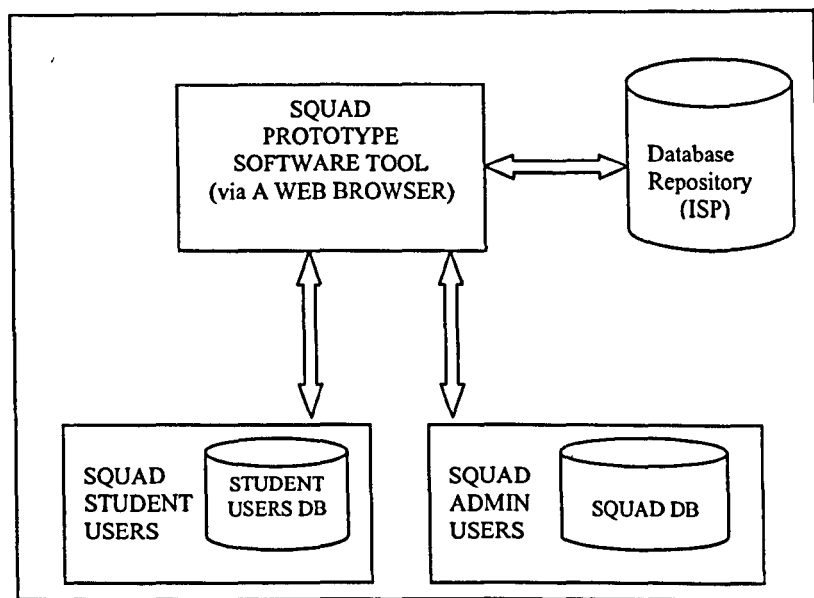 SQUAD
PROTOTYPE
SOFTWARE TOOL
(via A WEB BROWSER)
Database
Repository
(ISP)
SQUAD
STUDENT
USERS
STUDENT
USERS DB
SQUAD
ADMIN
USERS
SQUAD DB